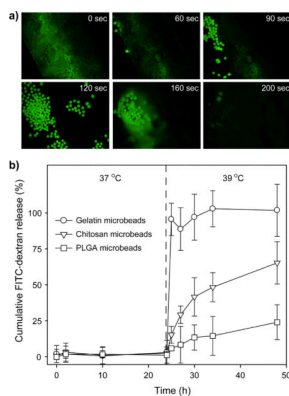 a)
0 sec
60 sec
90 sec
120 sec
160 sec
200 sec
b)
37 °C
39 °C
Gelatin microbeads
Chitosan microbeads
PLGA microbeads
Cumulative FITC-dextran release (%)
100
75
50
25
0
0 10 20 30 40 50
Time (h)